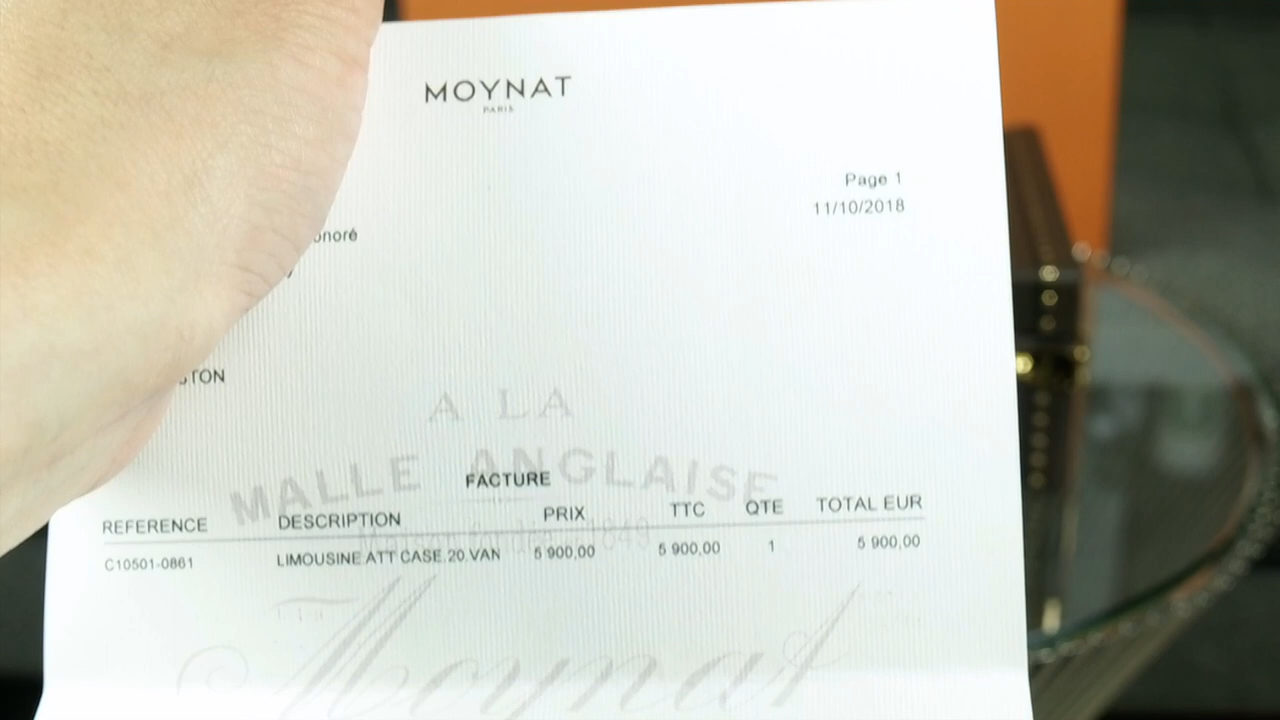 MOYNAT
PARIS
Page 1
11/10/2018
onoré
TON
A LA
MALLE ANGLAISE
FACTURE
REFERENCE DESCRIPTION PRIX TTC QTE TOTAL EUR
C10501-0861 LIMOUSINE.ATT CASE.20.VAN 5 900,00 5 900,00 1 5 900,00
Moynat